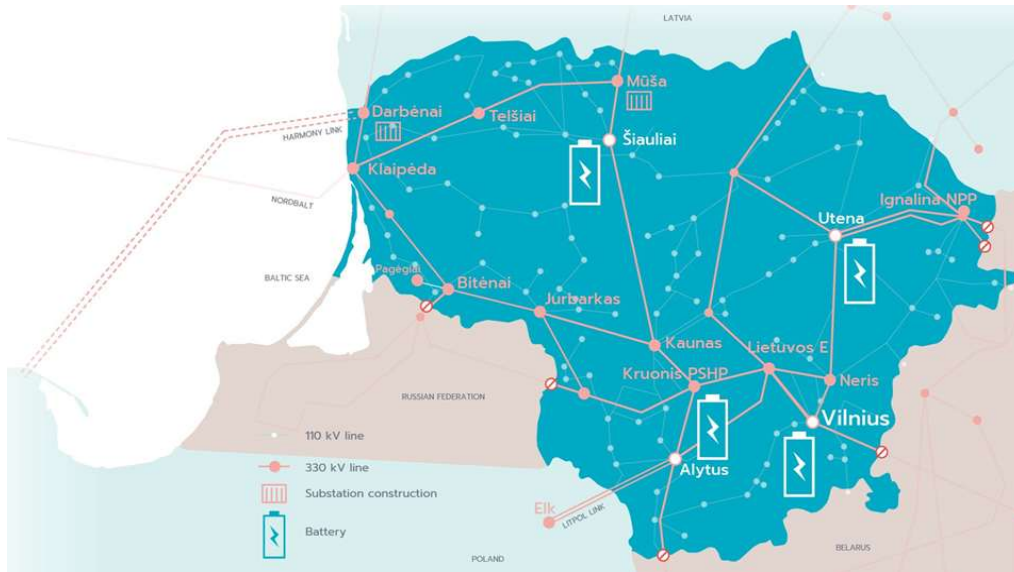 LATVIA
Mūša
Darbėnai
Telšiai
HARMONY LINK
Šiauliai
Klaipėda
NORDBALT
Ignalina NPP
Utena
BALTIC SEA
Pagėgiai
Bitėnai
Jurbarkas
Kaunas
Lietuvos E
Kruonis PSHP
Neris
RUSSIAN FEDERATION
Vilnius
110 kV line
330 kV line
Alytus
Substation construction
Elk
LITPOL LINK
Battery
BELARUS
POLAND